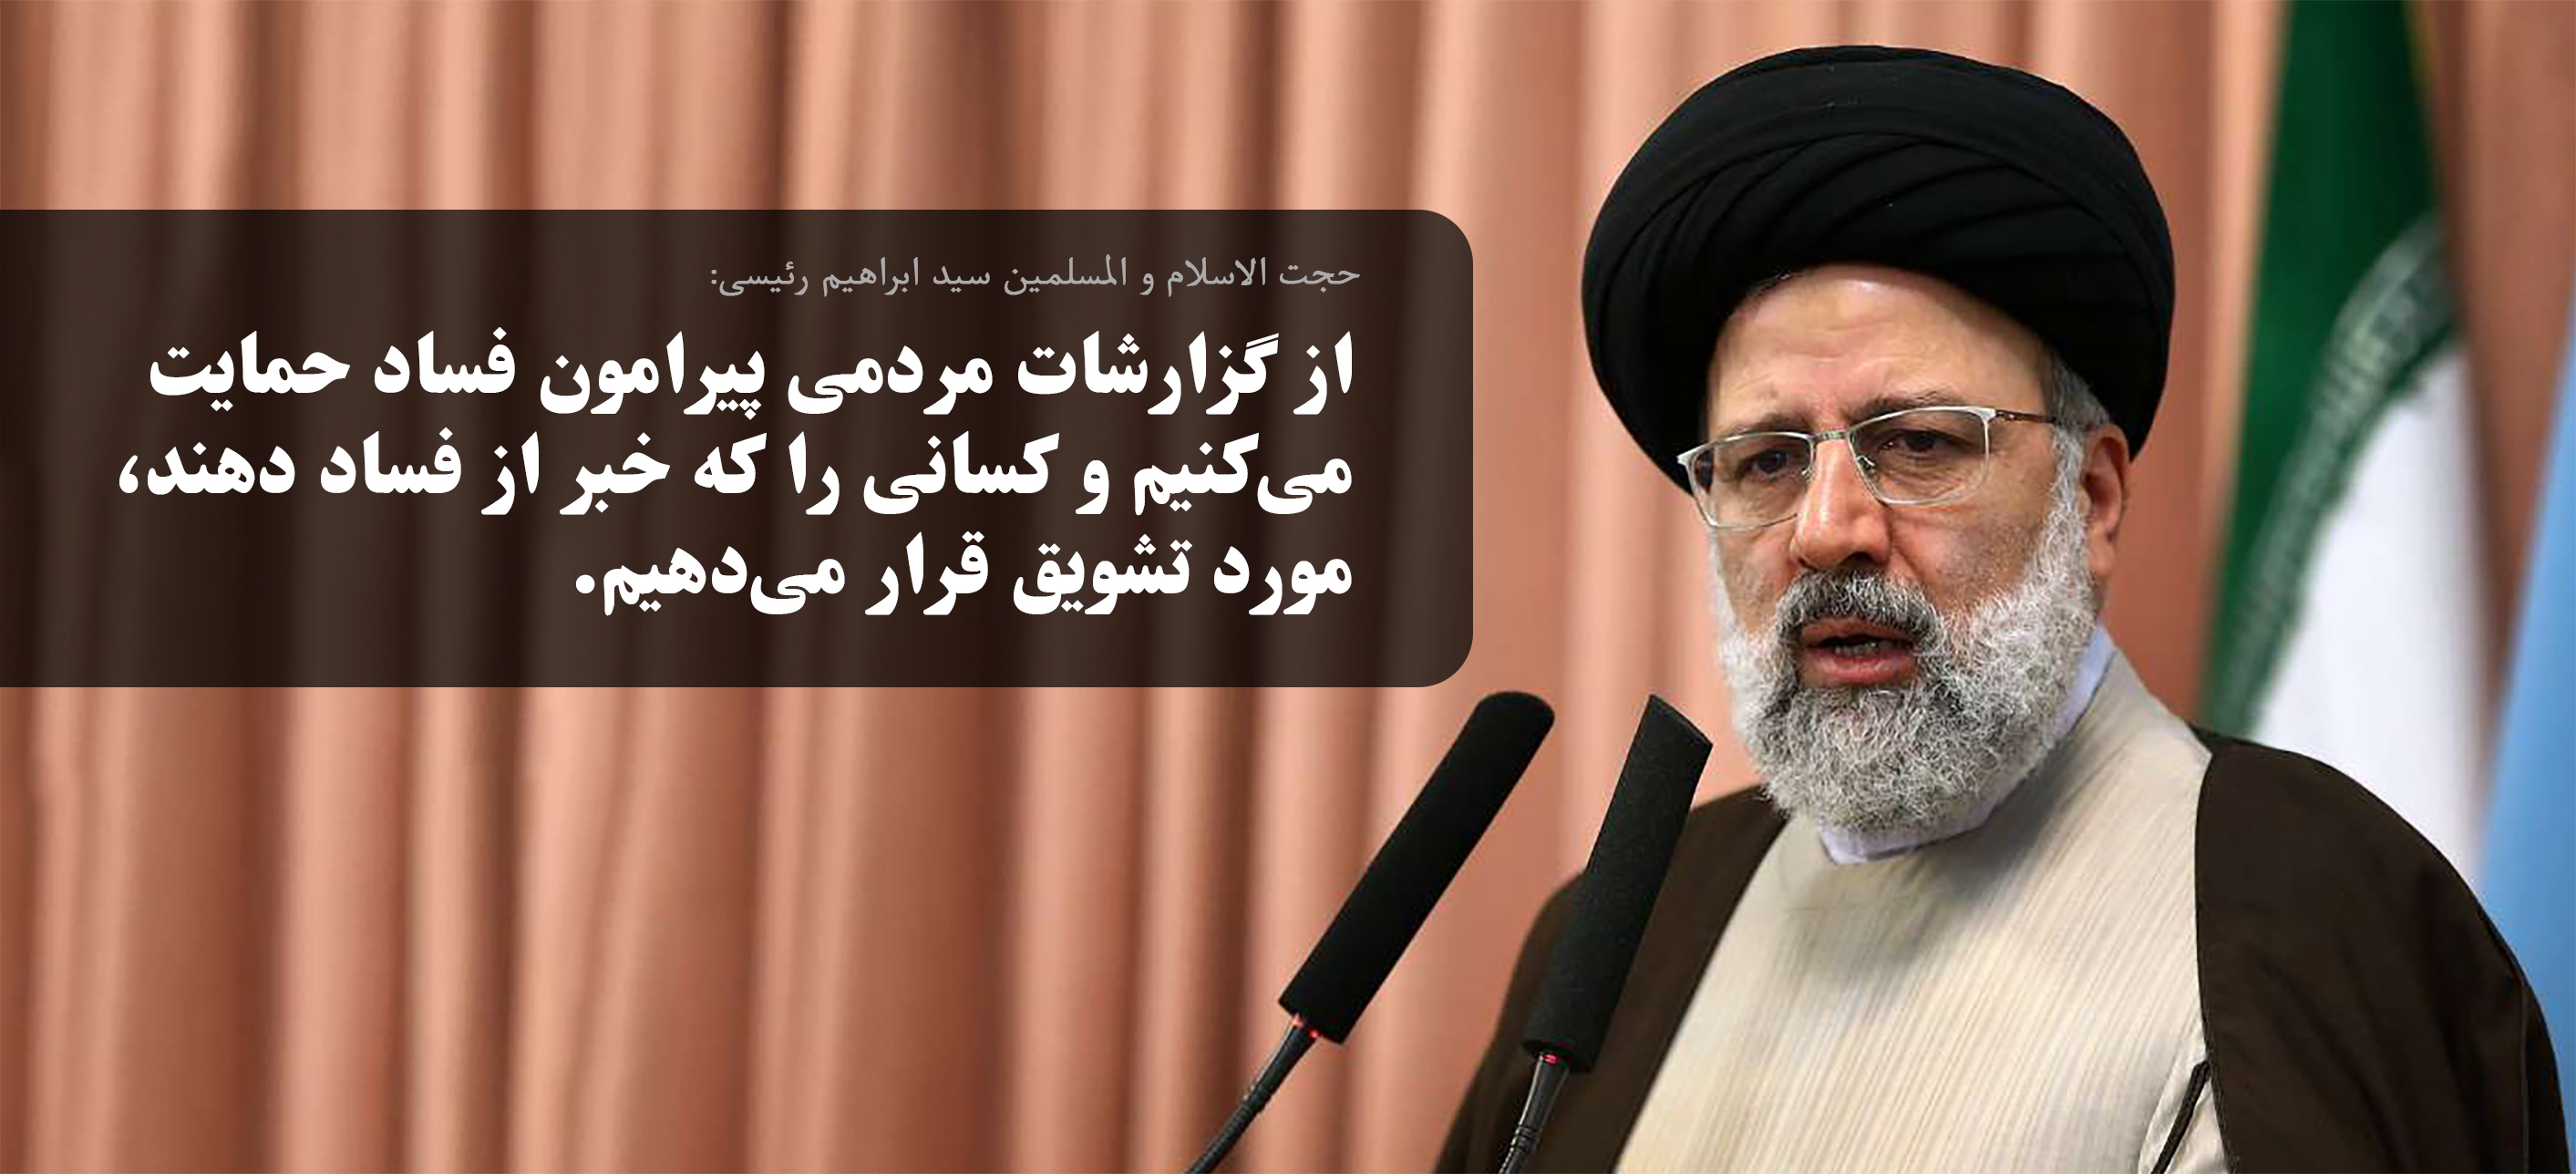 حجت الاسلام و المسلمین سید ابراهیم رئیسی:
از گزارشات مردمی پیرامون فساد حمایت
می‌کنیم و کسانی را که خبر از فساد دهند،
مورد تشویق قرار می‌دهیم.